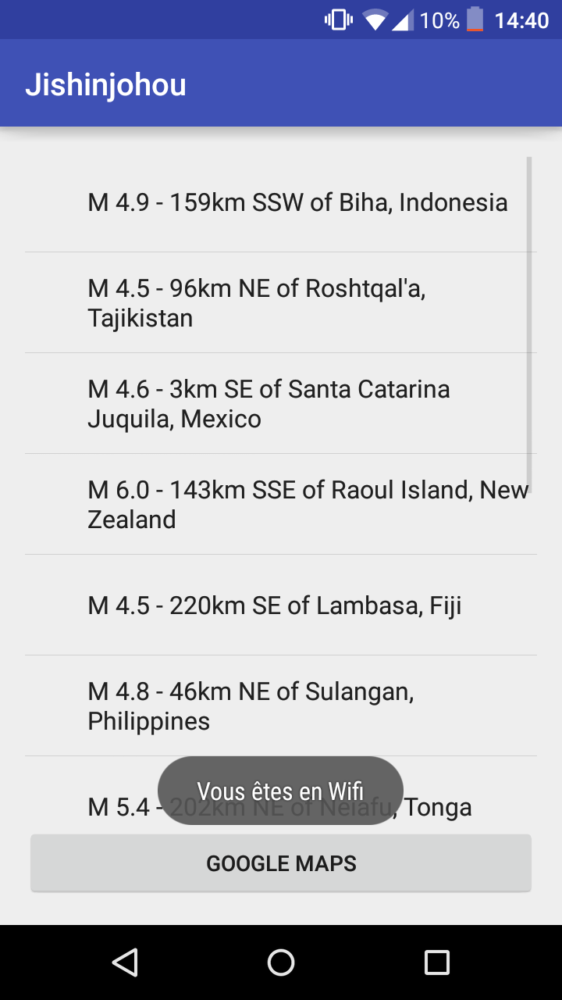 10% 14:40
Jishinjohou
M 4.9 - 159km SSW of Biha, Indonesia
M 4.5 - 96km NE of Roshtqal'a,
Tajikistan
M 4.6 - 3km SE of Santa Catarina
Juquila, Mexico
M 6.0 - 143km SSE of Raoul Island, New
Zealand
M 4.5 - 220km SE of Lambasa, Fiji
M 4.8 - 46km NE of Sulangan,
Philippines
Vous êtes en Wifi
M 5.4 - 202km NE of Neiafu, Tonga
GOOGLE MAPS